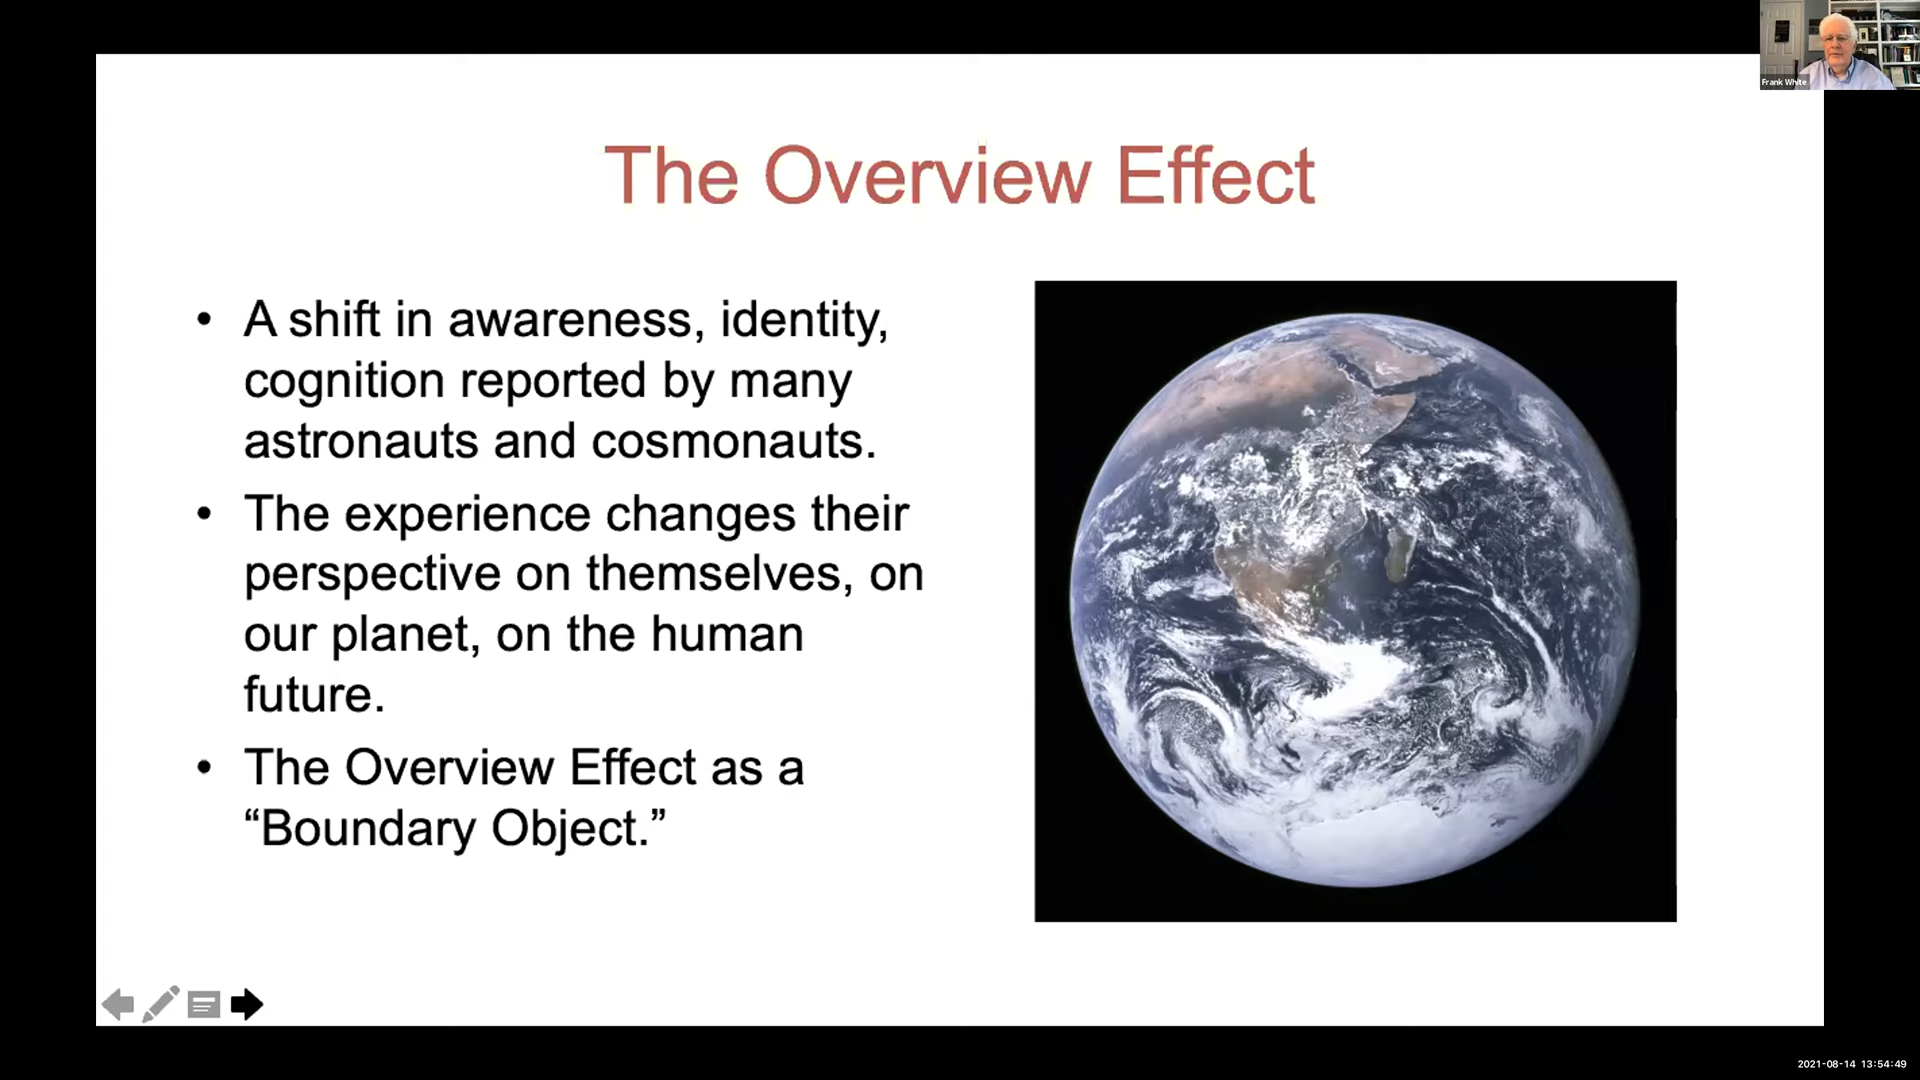 Frank White
The Overview Effect
• A shift in awareness, identity,
cognition reported by many
astronauts and cosmonauts.
• The experience changes their
perspective on themselves, on
our planet, on the human
future.
• The Overview Effect as a
“Boundary Object.”
2021-08-14 13:54:49